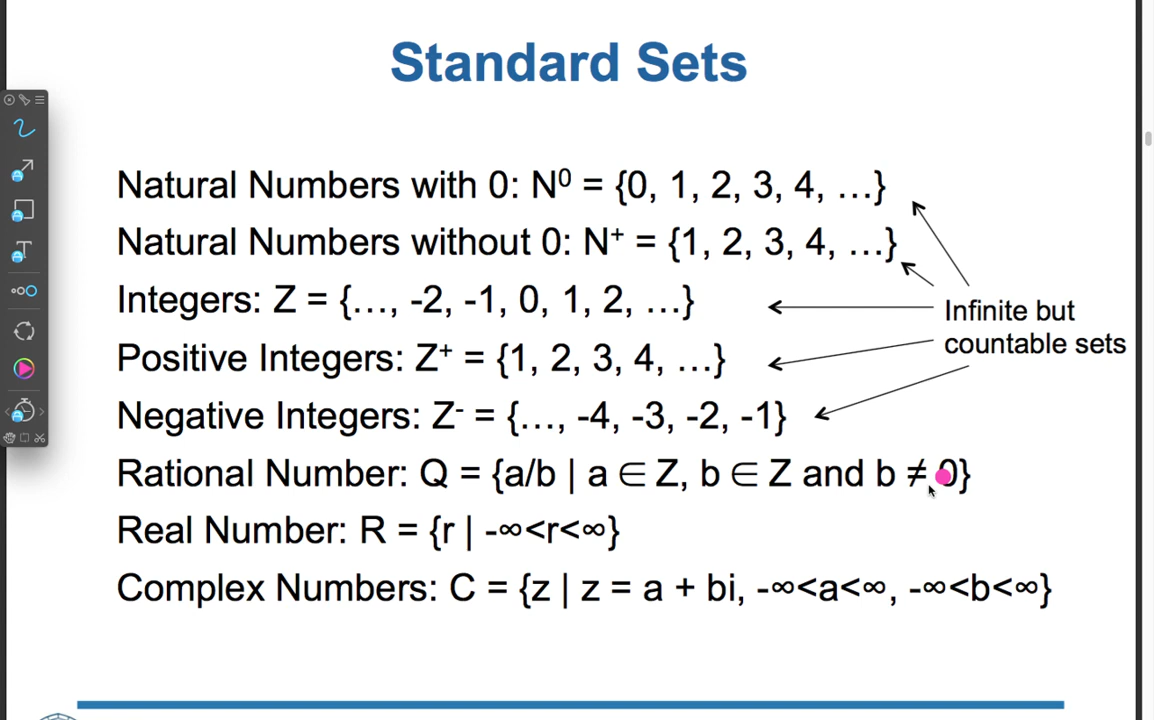 Standard Sets
Natural Numbers with 0: N⁰ = {0, 1, 2, 3, 4, …}
Natural Numbers without 0: N⁺ = {1, 2, 3, 4, …}
Integers: Z = {…, -2, -1, 0, 1, 2, …}
Infinite but
countable sets
Positive Integers: Z⁺ = {1, 2, 3, 4, …}
Negative Integers: Z⁻ = {…, -4, -3, -2, -1}
Rational Number: Q = {a/b | a ∈ Z, b ∈ Z and b ≠ 0}
Real Number: R = {r | -∞<r<∞}
Complex Numbers: C = {z | z = a + bi, -∞<a<∞, -∞<b<∞}